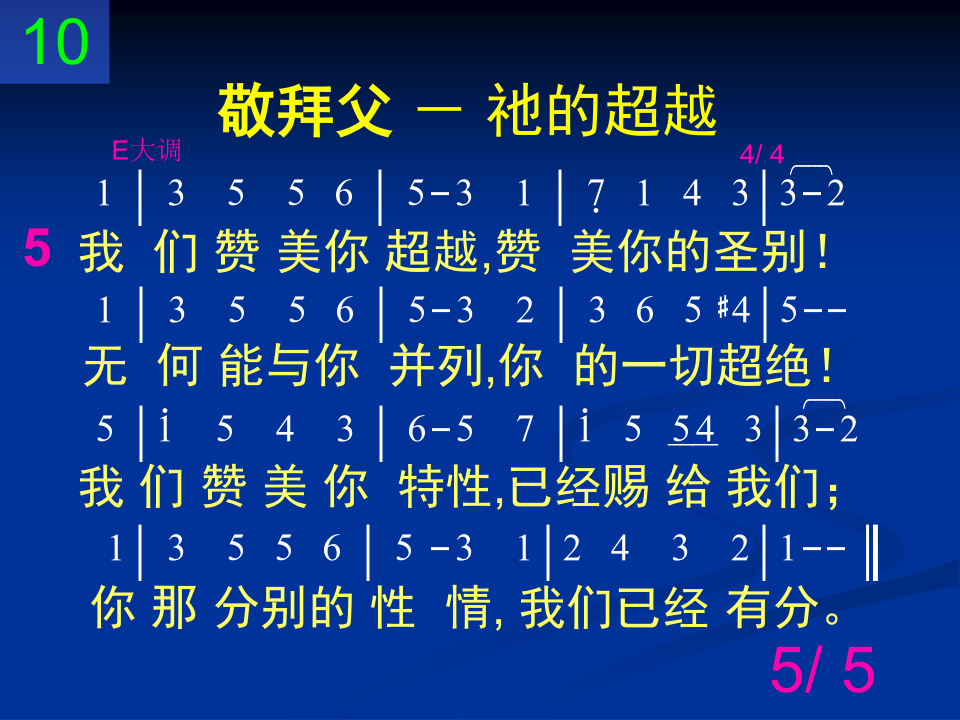 10
敬拜父 － 祂的超越
E大调 4/ 4
1 | 3 5 5 6 | 5-3 1 | 7̣ 1 4 3 | 3-2
5 我 们 赞 美你 超越,赞 美你的圣别！
1 | 3 5 5 6 | 5-3 2 | 3 6 5 #4 | 5--
无 何 能与你 并列,你 的一切超绝！
5 | i 5 4 3 | 6-5 7 | i 5 54 3 | 3-2
我 们 赞 美 你 特性,已经赐 给 我们；
1 | 3 5 5 6 | 5 -3 1 | 2 4 3 2 | 1-- ‖
你 那 分别的 性 情, 我们已经 有分。
5/ 5